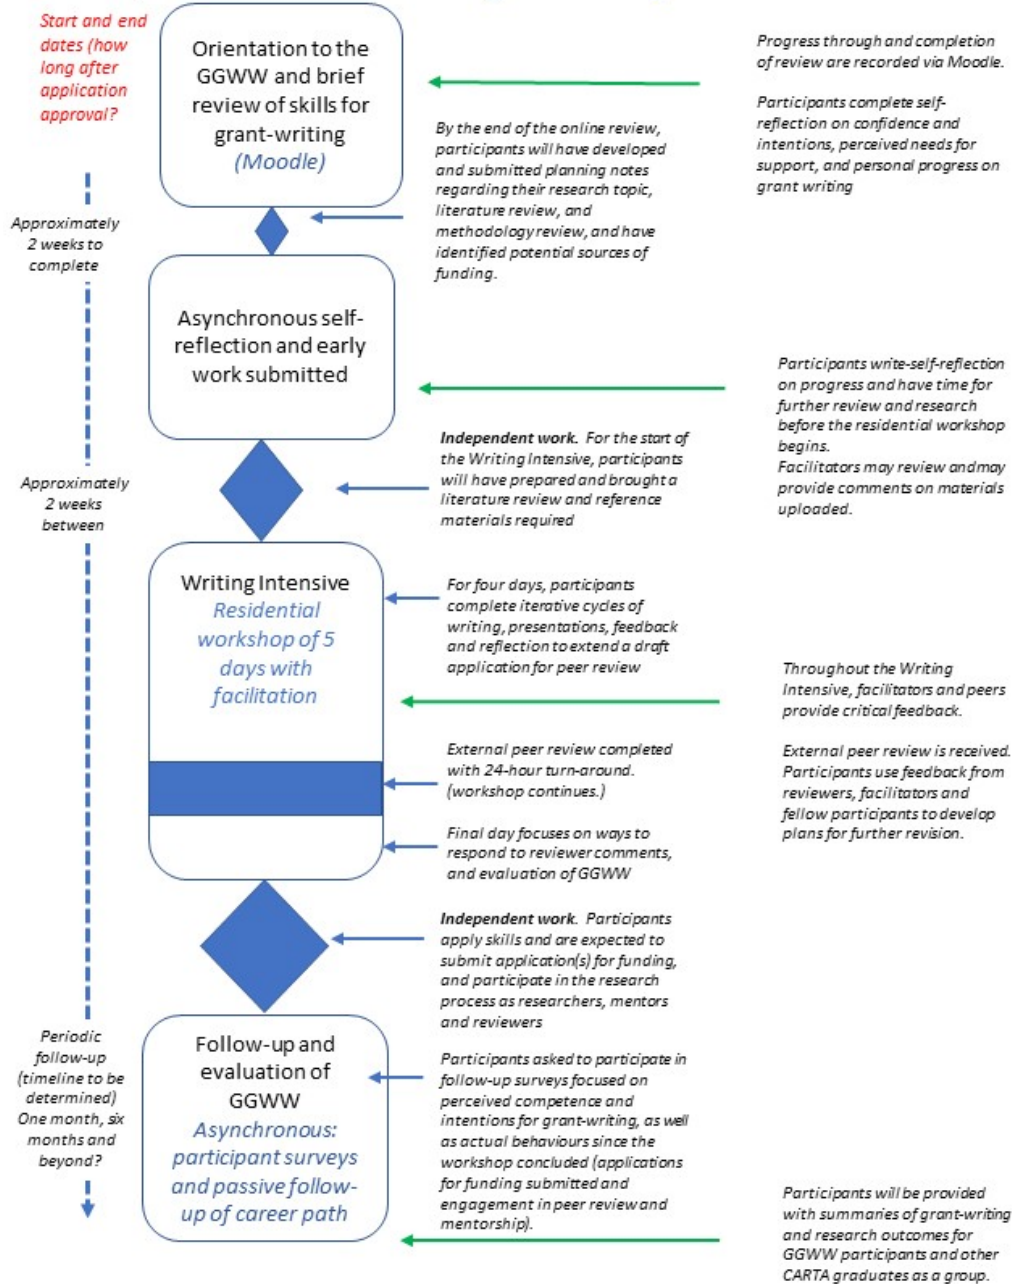 Start and end
dates (how
long after
application
approval?
Orientation to the
GGWW and brief
review of skills for
grant-writing
(Moodle)
Progress through and completion
of review are recorded via Moodle.
Participants complete self-
reflection on confidence and
intentions, perceived needs for
support, and personal progress on
grant writing
By the end of the online review,
participants will have developed
and submitted planning notes
regarding their research topic,
literature review, and
methodology review, and have
identified potential sources of
funding.
Approximately
2 weeks to
complete
Asynchronous self-
reflection and early
work submitted
Participants write-self-reflection
on progress and have time for
further review and research
before the residential workshop
begins.
Facilitators may review andmay
provide comments on materials
uploaded.
Independent work. For the start of
the Writing Intensive, participants
will have prepared and brought a
literature review and reference
materials required
Approximately
2 weeks
between
Writing Intensive
Residential
workshop of 5
days with
facilitation
For four days, participants
complete iterative cycles of
writing, presentations, feedback
and reflection to extend a draft
application for peer review
Throughout the Writing
Intensive, facilitators and peers
provide critical feedback.
External peer review is received.
Participants use feedback from
reviewers, facilitators and
fellow participants to develop
plans for further revision.
External peer review completed
with 24-hour turn-around.
(workshop continues.)
Final day focuses on ways to
respond to reviewer comments,
and evaluation of GGWW
Independent work. Participants
apply skills and are expected to
submit application(s) for funding,
and participate in the research
process as researchers, mentors
and reviewers
Periodic
follow-up
(timeline to be
determined)
One month, six
months and
beyond?
Follow-up and
evaluation of
GGWW
Asynchronous:
participant surveys
and passive follow-
up of career path
Participants asked to participate in
follow-up surveys focused on
perceived competence and
intentions for grant-writing, as well
as actual behaviours since the
workshop concluded (applications
for funding submitted and
engagement in peer review and
mentorship).
Participants will be provided
with summaries of grant-writing
and research outcomes for
GGWW participants and other
CARTA graduates as a group.